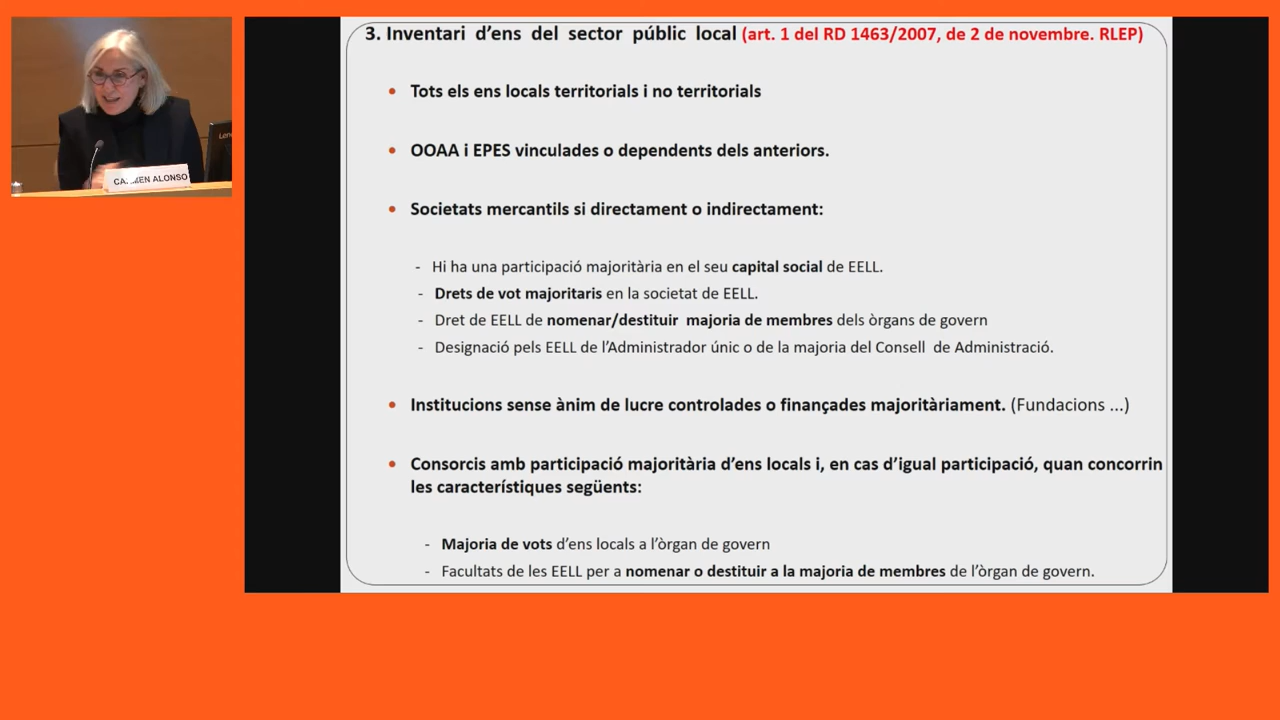 3. Inventari d'ens del sector públic local (art. 1 del RD 1463/2007, de 2 de novembre. RLEP)
• Tots els ens locals territorials i no territorials
• OOAA i EPES vinculades o dependents dels anteriors.
• Societats mercantils si directament o indirectament:
- Hi ha una participació majoritària en el seu capital social de EELL.
- Drets de vot majoritaris en la societat de EELL.
- Dret de EELL de nomenar/destituir majoria de membres dels òrgans de govern
- Designació pels EELL de l'Administrador únic o de la majoria del Consell de Administració.
• Institucions sense ànim de lucre controlades o finançades majoritàriament. (Fundacions ...)
• Consorcis amb participació majoritària d'ens locals i, en cas d'igual participació, quan concorrin
les característiques següents:
- Majoria de vots d'ens locals a l'òrgan de govern
- Facultats de les EELL per a nomenar o destituir a la majoria de membres de l'òrgan de govern.
ALONSO